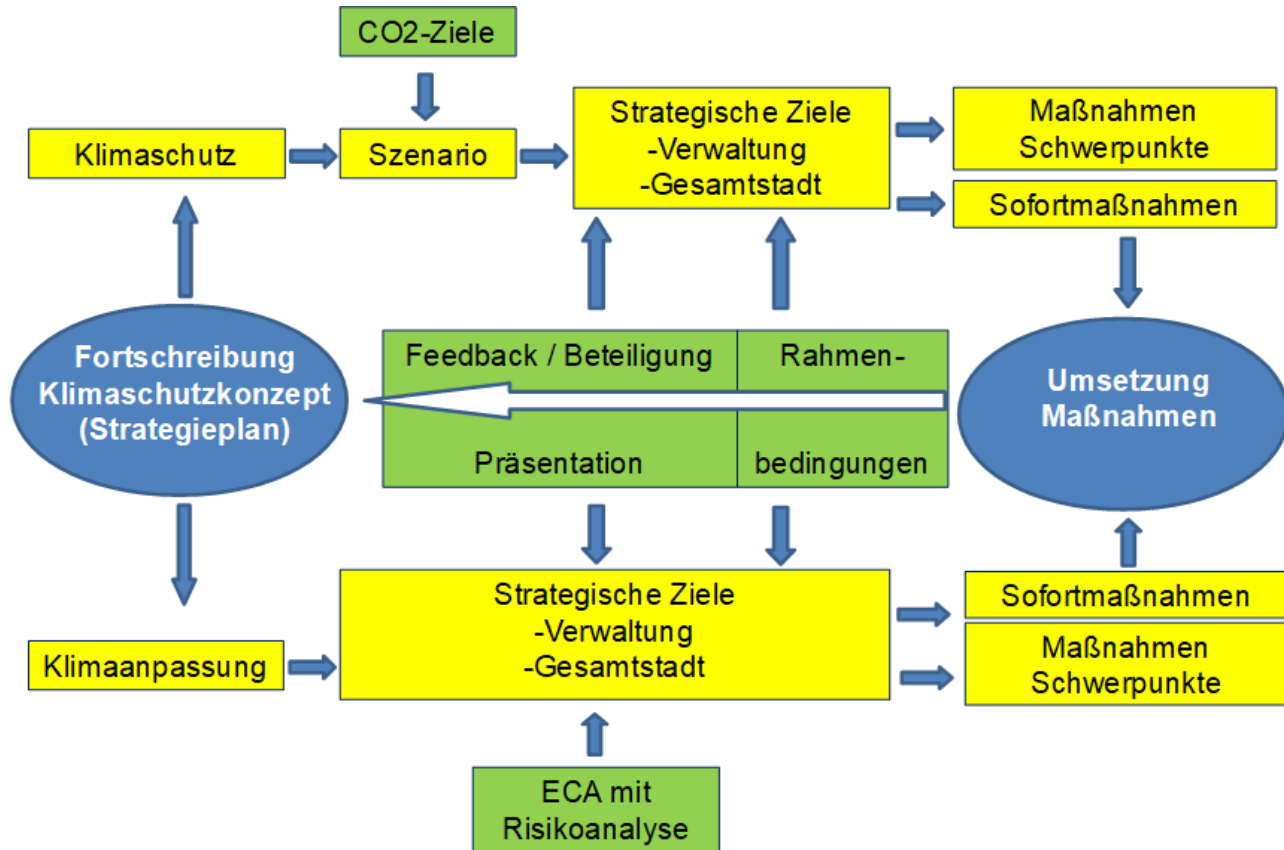 CO2-Ziele
Klimaschutz
Szenario
Strategische Ziele
-Verwaltung
-Gesamtstadt
Maßnahmen
Schwerpunkte
Sofortmaßnahmen
Fortschreibung
Klimaschutzkonzept
(Strategieplan)
Feedback / Beteiligung
Präsentation
Rahmen-
bedingungen
Umsetzung
Maßnahmen
Klimaanpassung
Strategische Ziele
-Verwaltung
-Gesamtstadt
Sofortmaßnahmen
Maßnahmen
Schwerpunkte
ECA mit
Risikoanalyse